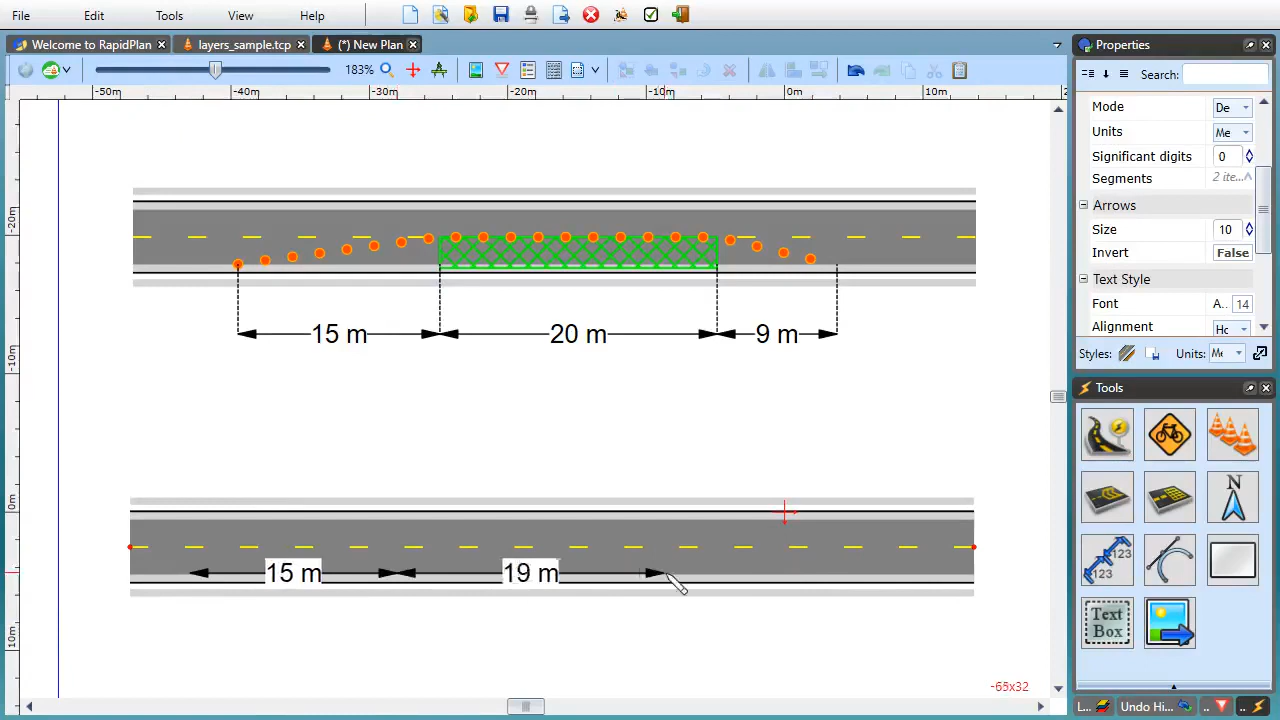 File Edit Tools View Help
Welcome to RapidPlan layers_sample.tcp (*) New Plan
183%
-50m -40m -30m -20m -10m 0m 10m
-20m
-10m
0m
10m
15 m 20 m 9 m
15 m 19 m
-65x32
Properties
Search:
Mode De
Units Me
Significant digits 0
Segments 2 ite...
Arrows
Size 10
Invert False
Text Style
Font A.. 14
Alignment Hc
Styles: Units: Me
Tools
N
123
123
Text
Box
L... Undo Hi... .. ..